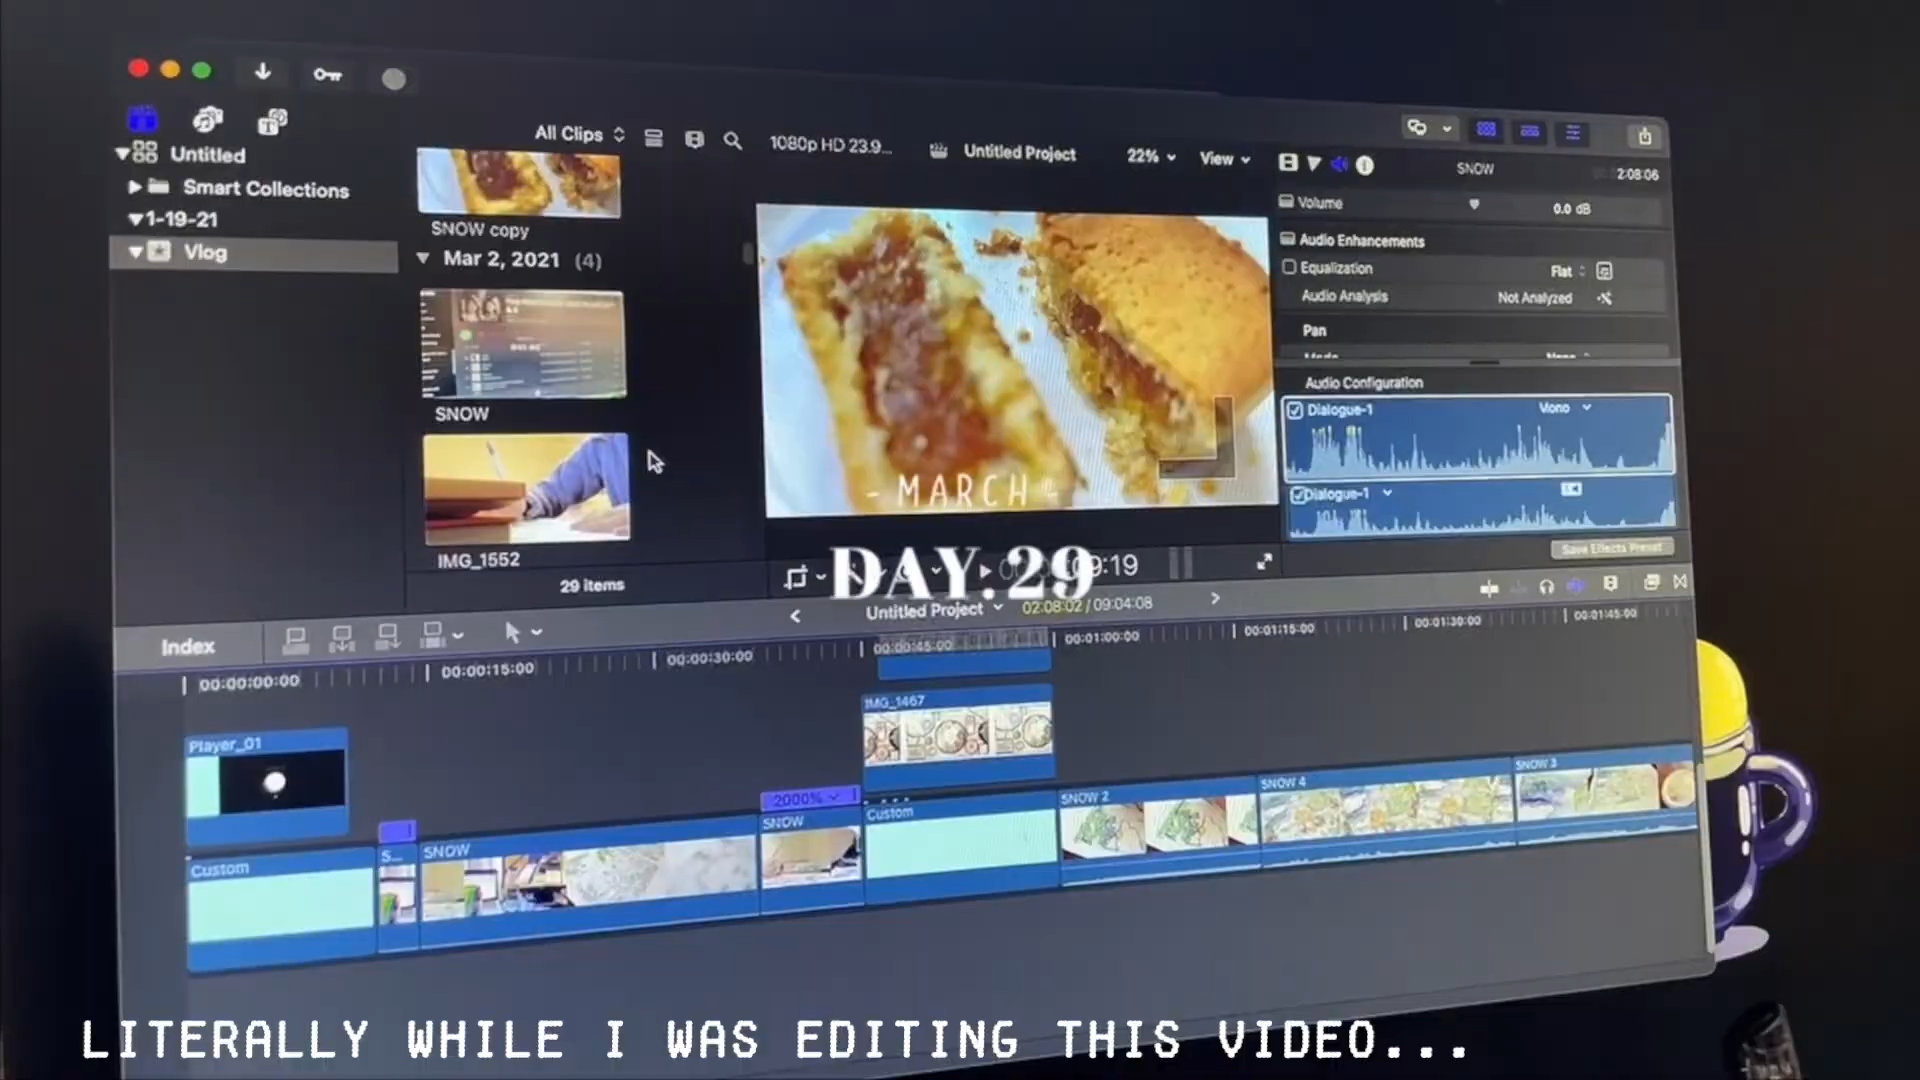 All Clips
1080p HD 23.9...
Untitled Project
22%
View
SNOW
2:08:06
Untitled
Smart Collections
1-19-21
Vlog
SNOW copy
Mar 2, 2021 (4)
SNOW
IMG_1552
29 items
- MARCH -
Volume
0.0 dB
Audio Enhancements
Equalization
Flat
Audio Analysis
Not Analyzed
Pan
Audio Configuration
Dialogue-1
Mono
Dialogue-1
Save Effects Preset
DAY.29
9:19
Index
Untitled Project
02:08:02 / 09:04:08
00:00:00:00
00:00:15:00
00:00:30:00
00:00:45:00
00:01:00:00
00:01:15:00
00:01:30:00
00:01:45:00
IMG_1467
Player_01
2000%
Custom
S...
SNOW
SNOW
Custom
SNOW 2
SNOW 4
SNOW 3
LITERALLY WHILE I WAS EDITING THIS VIDEO...